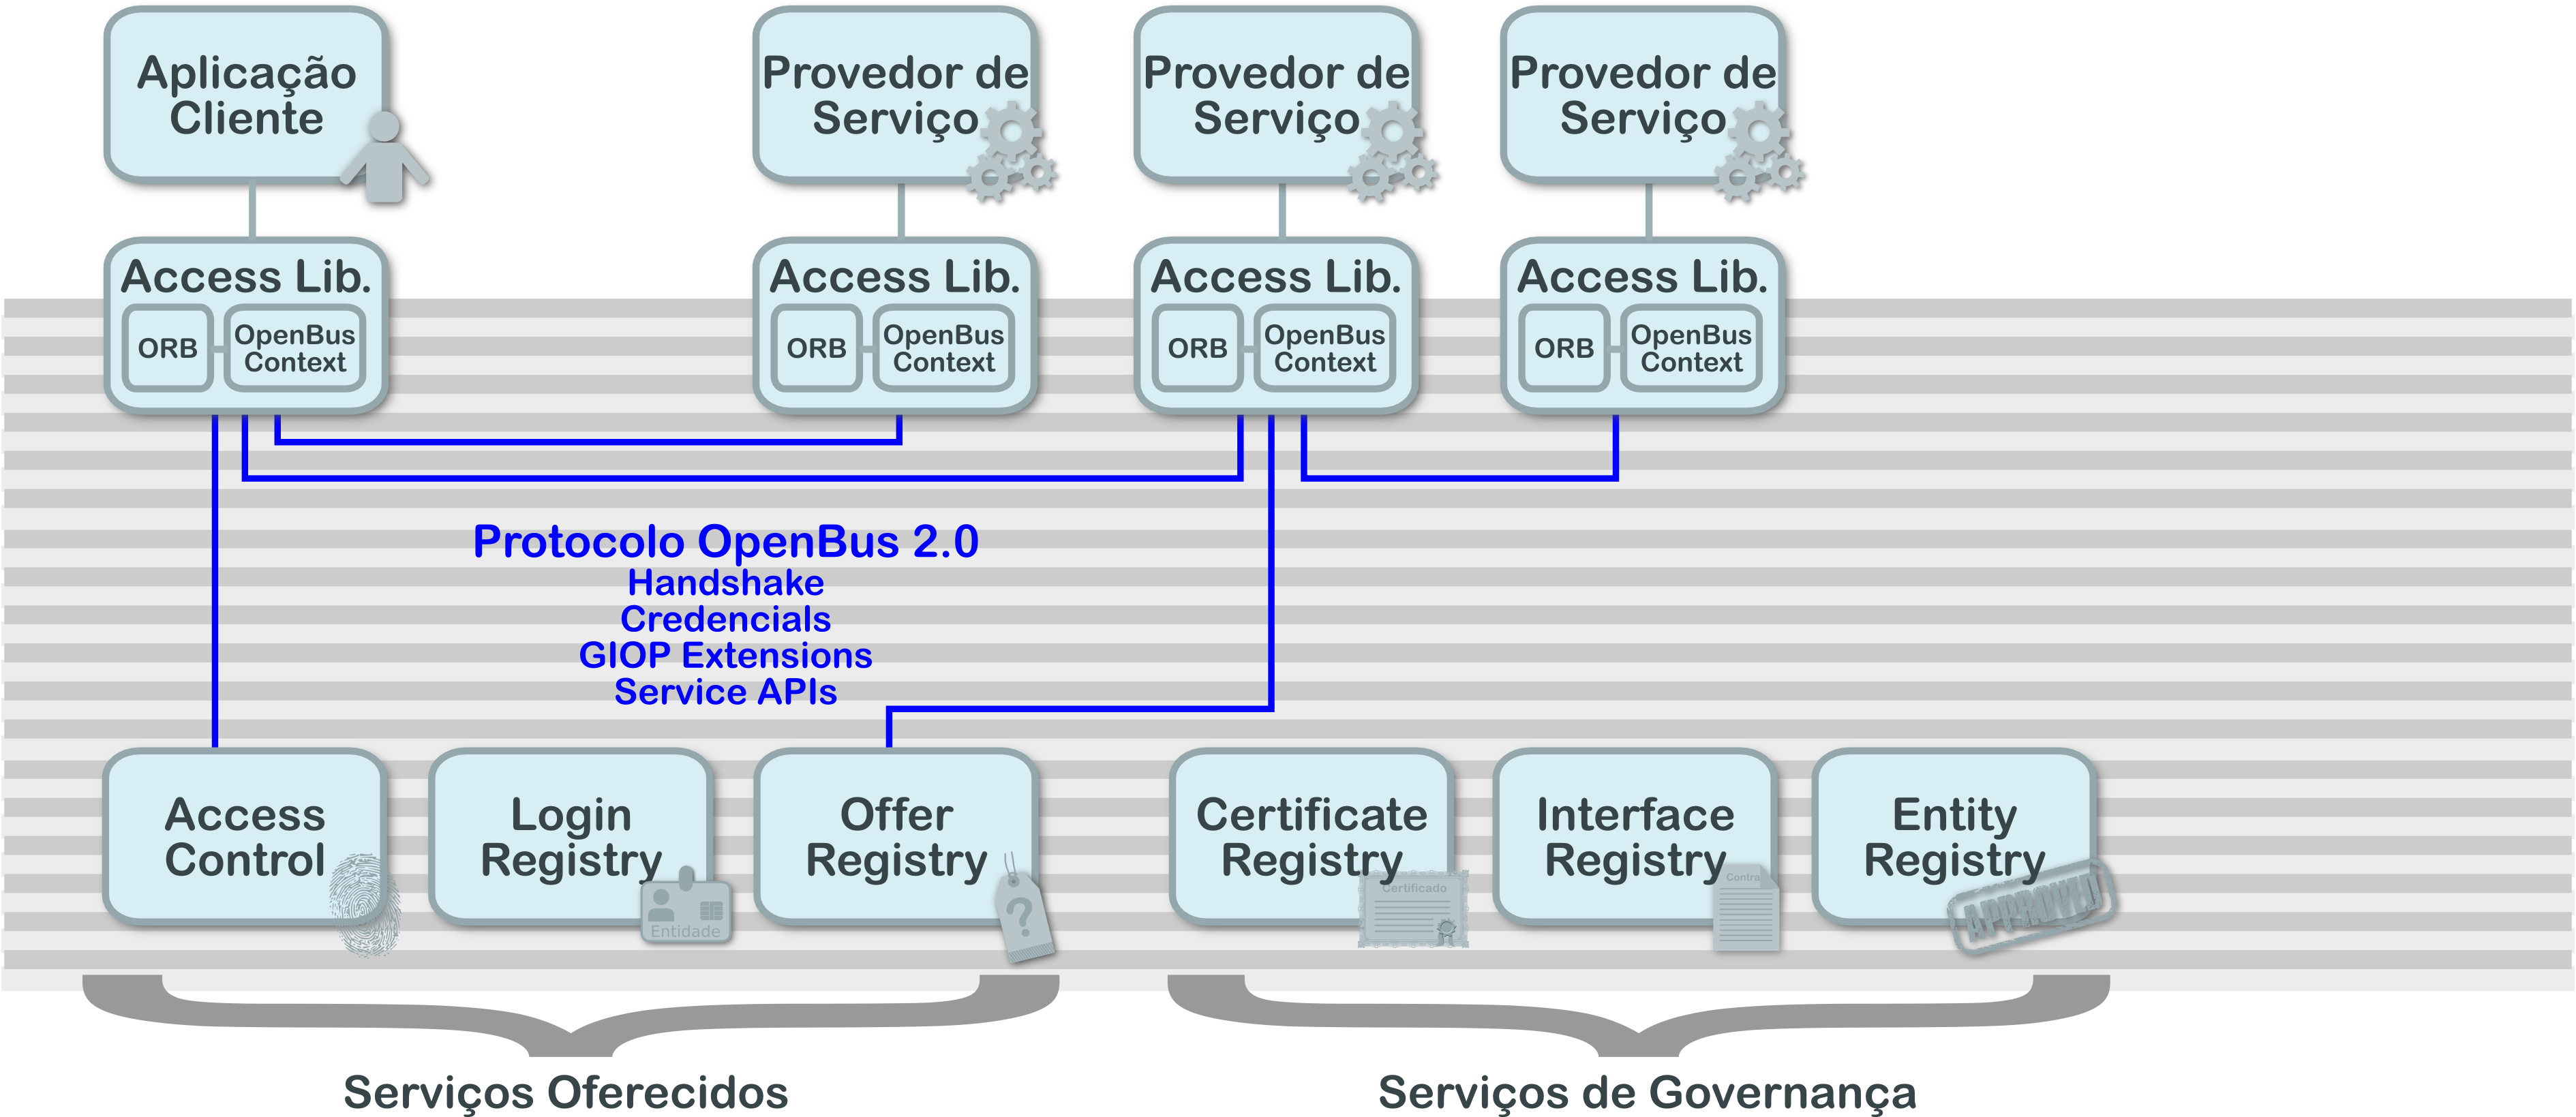 Aplicação
Cliente
Provedor de
Serviço
Provedor de
Serviço
Provedor de
Serviço
Access Lib.
ORB
OpenBus
Context
Access Lib.
ORB
OpenBus
Context
Access Lib.
ORB
OpenBus
Context
Access Lib.
ORB
OpenBus
Context
Protocolo OpenBus 2.0
Handshake
Credencials
GIOP Extensions
Service APIs
Access
Control
Login
Registry
Entidade
Offer
Registry
?
Certificate
Registry
Certificado
Interface
Registry
Contra
Entity
Registry
APPROVED
Serviços Oferecidos
Serviços de Governança